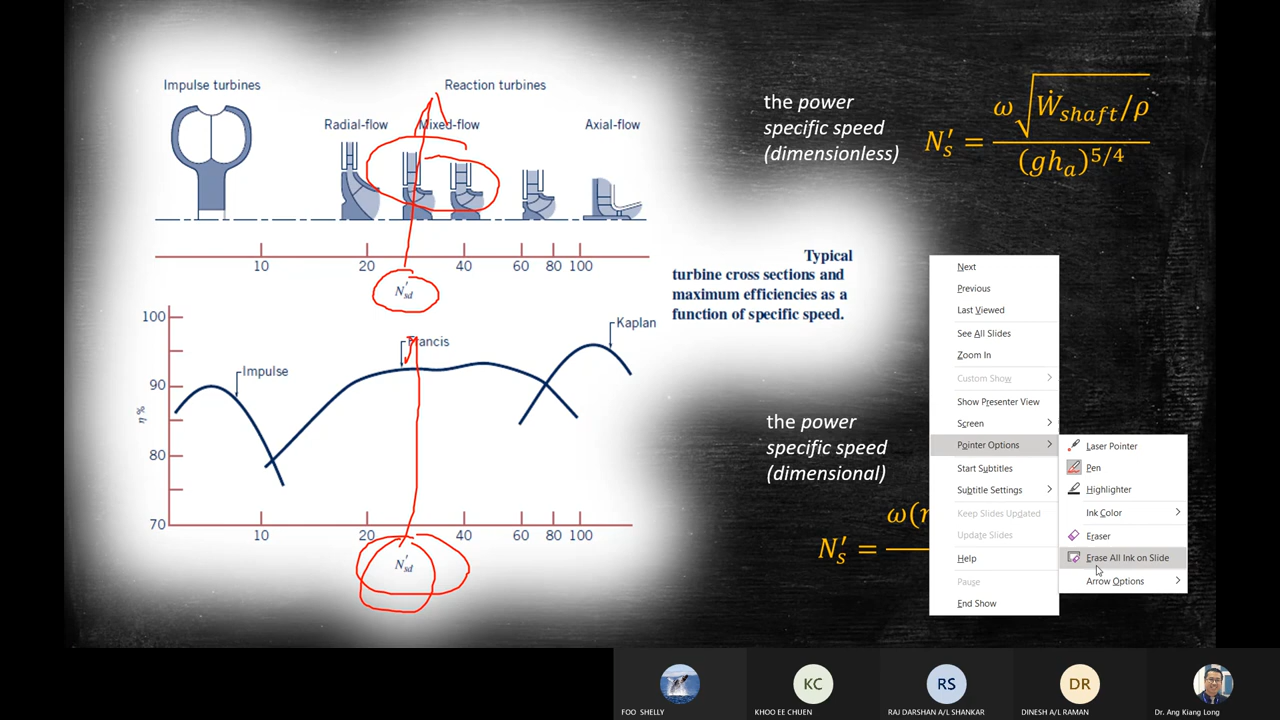 Impulse turbines
Reaction turbines
Radial-flow
Mixed-flow
Axial-flow
10
20
40
60
80
100
N'sd
Typical
turbine cross sections and
maximum efficiencies as a
function of specific speed.
100
90
80
70
η %
Impulse
Francis
Kaplan
10
20
40
60
80
100
N'sd
the power
specific speed
(dimensionless)
N's = ω√(Ẇshaft/ρ) / (gha)5/4
the power
specific speed
(dimensional)
N's = ω(
Next
Previous
Last Viewed
See All Slides
Zoom In
Custom Show
Show Presenter View
Screen
Pointer Options
Start Subtitles
Subtitle Settings
Keep Slides Updated
Update Slides
Help
Pause
End Show
Laser Pointer
Pen
Highlighter
Ink Color
Eraser
Erase All Ink on Slide
Arrow Options
KC
RS
DR
FOO SHELLY
KHOO EE CHUEN
RAJ DARSHAN A/L SHANKAR
DINESH A/L RAMAN
Dr. Ang Kiang Long